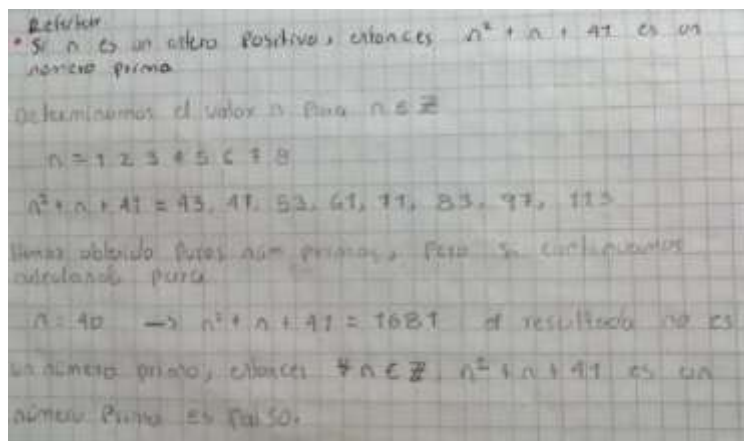 Refutar
• Si n es un entero positivo, entonces n² + n + 41 es un
número primo
Determinamos el valor n para n ∈ ℤ
n = 1 2 3 4 5 6 7 8
n² + n + 41 = 43, 47, 53, 61, 71, 83, 97, 113
Hemos obtenido puros núm primos, pero si continuamos
calculando para
n = 40 → n² + n + 41 = 1681 el resultado no es
un número primo, entonces ∀ n ∈ ℤ n² + n + 41 es un
número primo es falso.